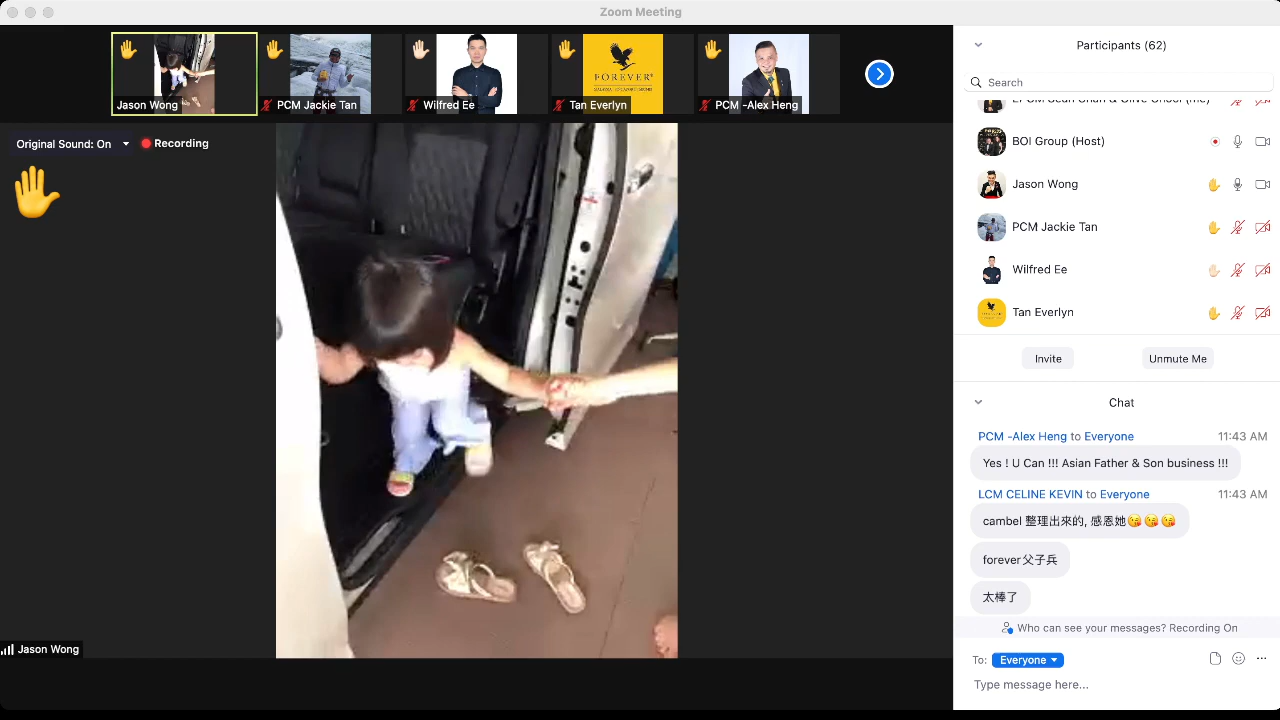 Zoom Meeting
Jason Wong
PCM Jackie Tan
Wilfred Ee
Tan Everlyn
PCM -Alex Heng
FOREVER
Original Sound: On
Recording
Jason Wong
Participants (62)
Search
BOI Group (Host)
Jason Wong
PCM Jackie Tan
Wilfred Ee
Tan Everlyn
Invite
Unmute Me
Chat
PCM -Alex Heng to Everyone 11:43 AM
Yes ! U Can !!! Asian Father & Son business !!!
LCM CELINE KEVIN to Everyone 11:43 AM
cambel 整理出來的, 感恩她😘😘😘
forever父子兵
太棒了
Who can see your messages? Recording On
To: Everyone
Type message here...